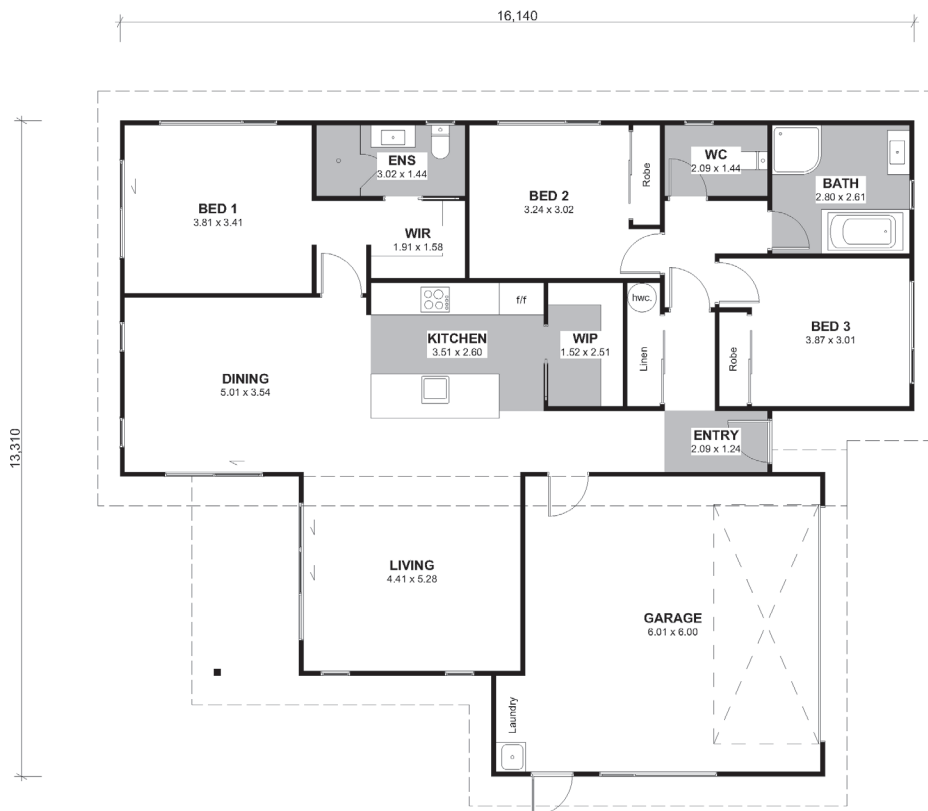 16,140
13,310
ENS
3.02 x 1.44
BED 1
3.81 x 3.41
WIR
1.91 x 1.58
BED 2
3.24 x 3.02
Robe
WC
2.09 x 1.44
BATH
2.80 x 2.61
f/f
hwc.
KITCHEN
3.51 x 2.60
WIP
1.52 x 2.51
Linen
Robe
BED 3
3.87 x 3.01
DINING
5.01 x 3.54
ENTRY
2.09 x 1.24
LIVING
4.41 x 5.28
GARAGE
6.01 x 6.00
Laundry